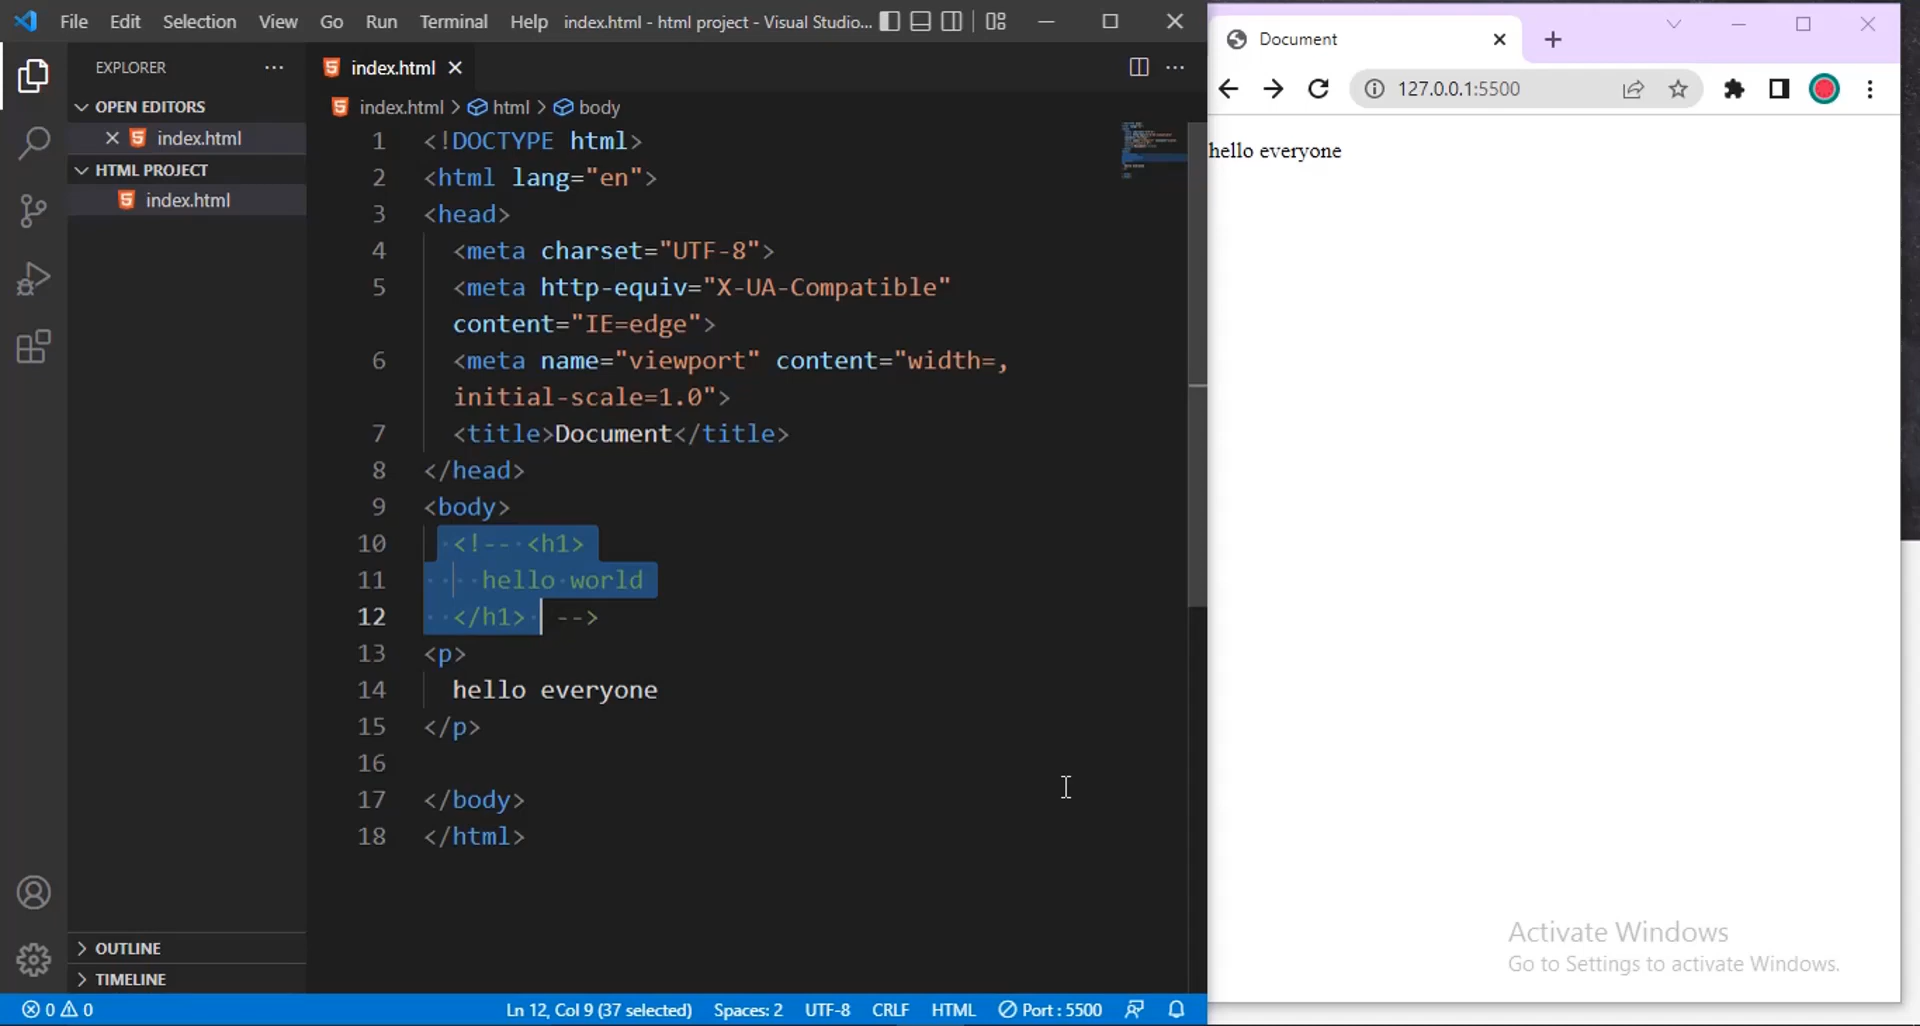 File Edit Selection View Go Run Terminal Help index.html - html project - Visual Studio...
EXPLORER
OPEN EDITORS
index.html
HTML PROJECT
index.html
OUTLINE
TIMELINE
index.html
index.html > html > body
1 <!DOCTYPE html>
2 <html lang="en">
3 <head>
4 <meta charset="UTF-8">
5 <meta http-equiv="X-UA-Compatible"
content="IE=edge">
6 <meta name="viewport" content="width=,
initial-scale=1.0">
7 <title>Document</title>
8 </head>
9 <body>
10 <!-- <h1>
11 hello world
12 </h1> -->
13 <p>
14 hello everyone
15 </p>
16
17 </body>
18 </html>
0 0 Ln 12, Col 9 (37 selected) Spaces: 2 UTF-8 CRLF HTML Port : 5500
Document
127.0.0.1:5500
hello everyone
Activate Windows
Go to Settings to activate Windows.